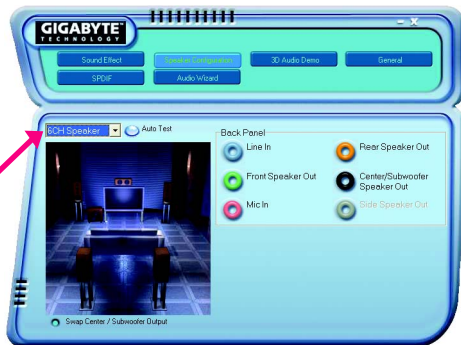 GIGABYTE™
TECHNOLOGY
Sound Effect
Speaker Configuration
3D Audio Demo
General
SPDIF
Audio Wizard
6CH Speaker
Auto Test
Back Panel
Line In
Rear Speaker Out
Front Speaker Out
Center/Subwoofer
Speaker Out
Mic In
Side Speaker Out
Swap Center / Subwoofer Output